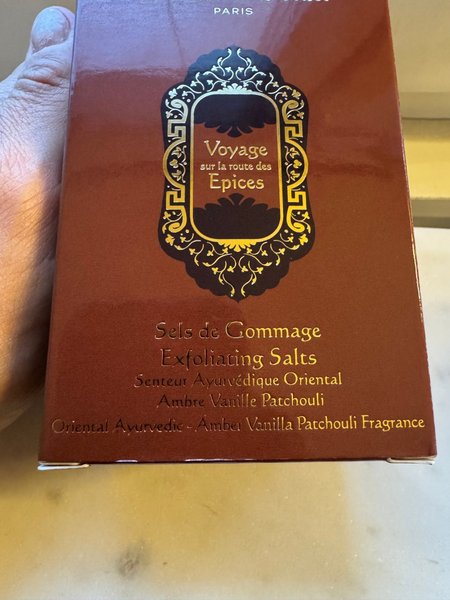 PARIS
Voyage
sur la route des
Epices
Sels de Gommage
Exfoliating Salts
Senteur Ayurvédique Oriental
Ambre Vanille Patchouli
Oriental Ayurvedic - Amber Vanilla Patchouli Fragrance